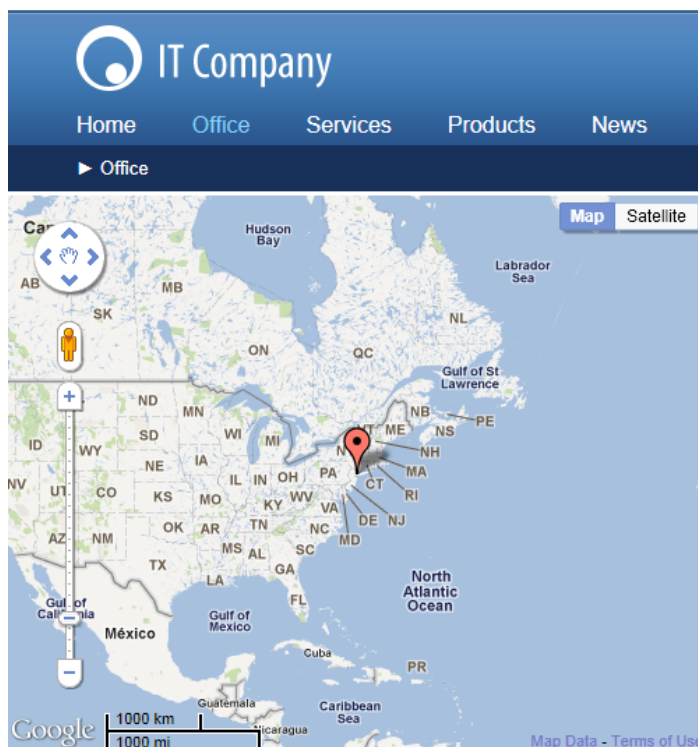 IT Company
Home Office Services Products News
► Office
Map Satellite
Hudson
Bay
Labrador
Sea
AB
MB
SK
NL
ON
QC
Gulf of St
Lawrence
ND
MN
NB
PE
VT
ME
NS
ID
SD
WI
MI
NH
WY
IA
MA
NE
IL IN OH
PA
CT
RI
NV
UT
CO
KS
MO
KY
WV
VA
DE
NJ
OK
AR
TN
NC
MD
AZ
NM
MS
AL
SC
TX
GA
LA
North
Atlantic
Ocean
FL
Gulf of
California
Gulf of
Mexico
México
Cuba
PR
Guatemala
Caribbean
Sea
Nicaragua
Google
1000 km
1000 mi
Map Data - Terms of Use